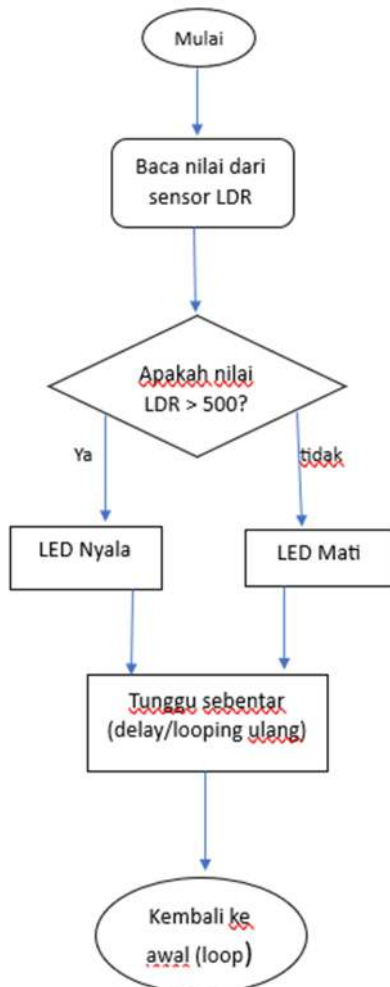 Mulai
Baca nilai dari
sensor LDR
Apakah nilai
LDR > 500?
Ya
tidak
LED Nyala
LED Mati
Tunggu sebentar
(delay/looping ulang)
Kembali ke
awal (loop)